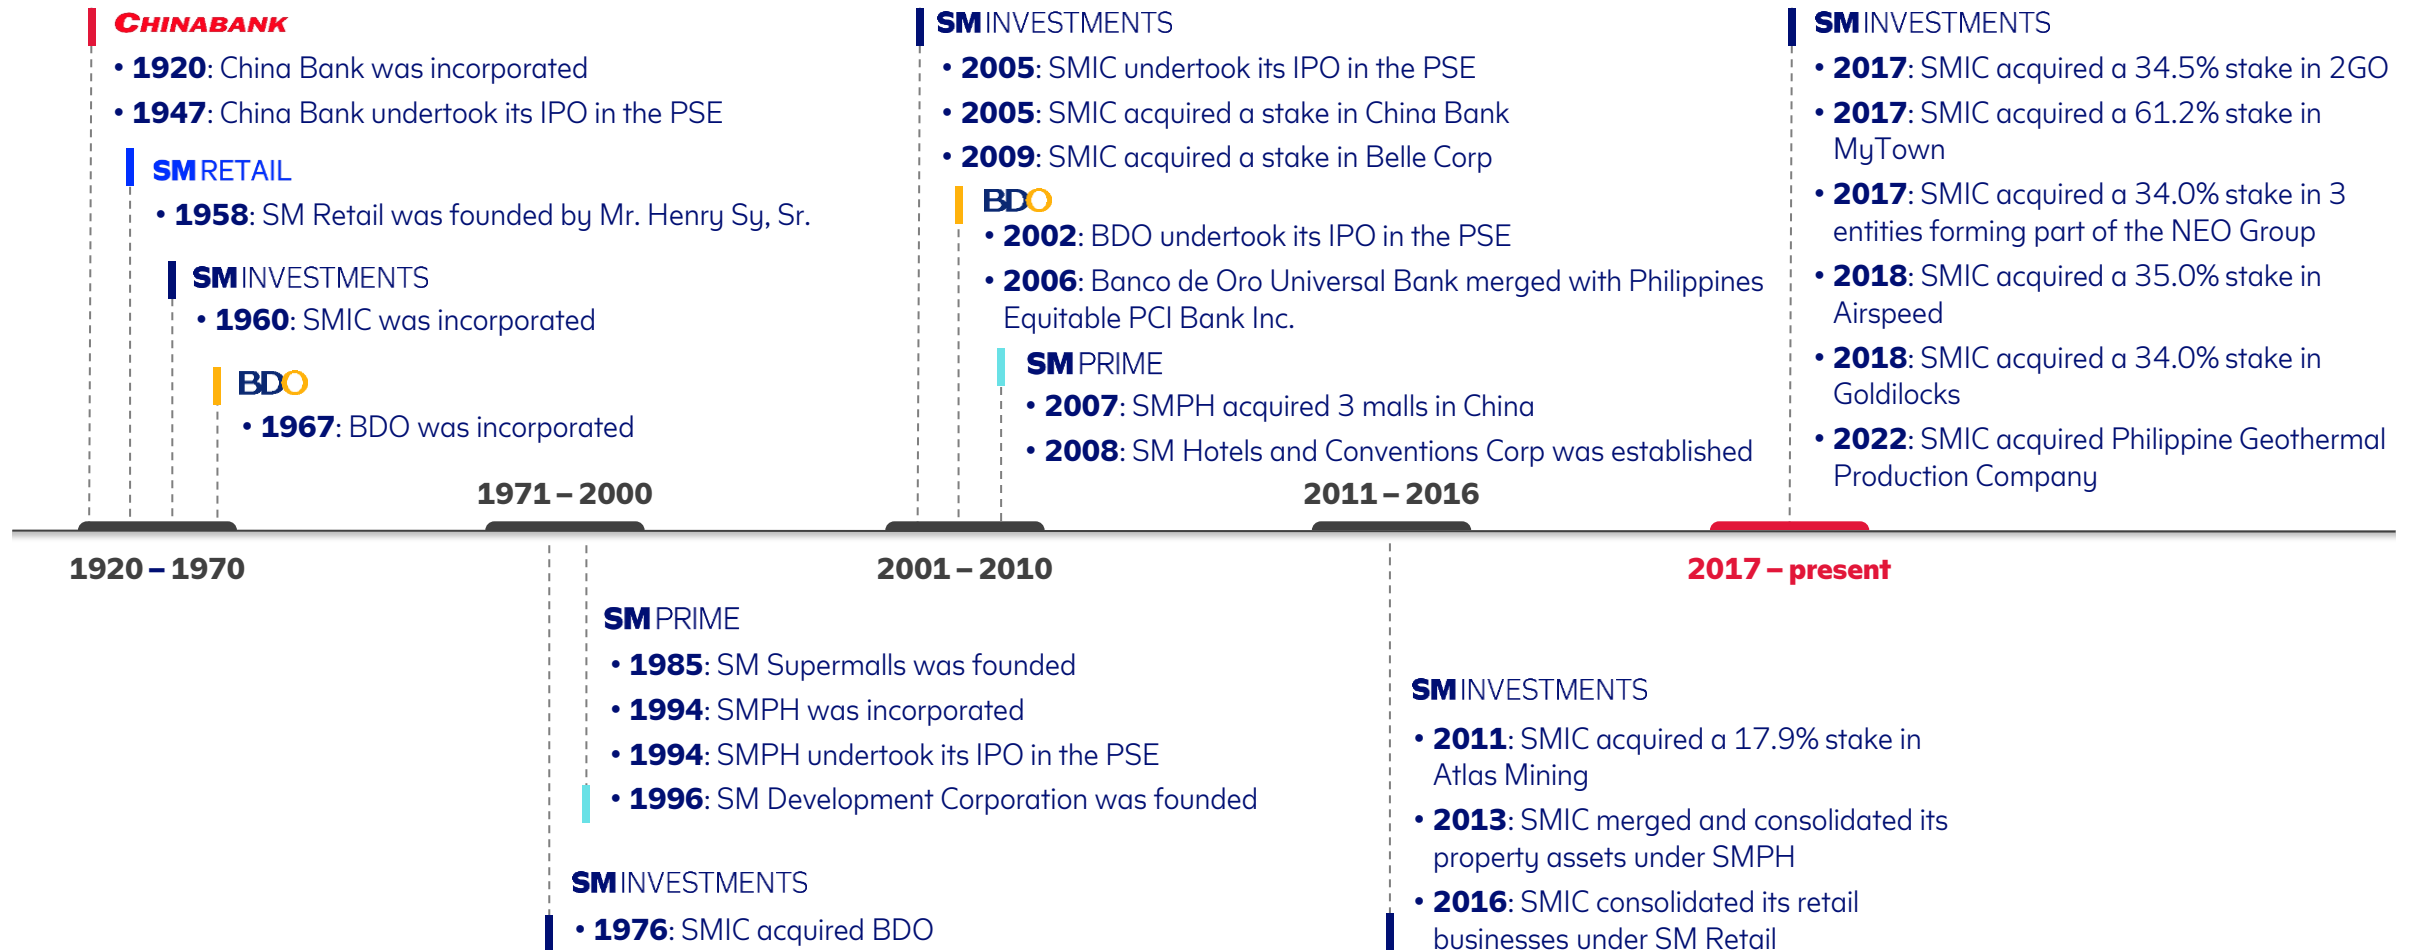 CHINABANK
• 1920: China Bank was incorporated
• 1947: China Bank undertook its IPO in the PSE
SM RETAIL
• 1958: SM Retail was founded by Mr. Henry Sy, Sr.
SM INVESTMENTS
• 1960: SMIC was incorporated
BDO
• 1967: BDO was incorporated
1920 – 1970
1971 – 2000
SM PRIME
• 1985: SM Supermalls was founded
• 1994: SMPH was incorporated
• 1994: SMPH undertook its IPO in the PSE
• 1996: SM Development Corporation was founded
SM INVESTMENTS
• 1976: SMIC acquired BDO
SM INVESTMENTS
• 2005: SMIC undertook its IPO in the PSE
• 2005: SMIC acquired a stake in China Bank
• 2009: SMIC acquired a stake in Belle Corp
BDO
• 2002: BDO undertook its IPO in the PSE
• 2006: Banco de Oro Universal Bank merged with Philippines
Equitable PCI Bank Inc.
SM PRIME
• 2007: SMPH acquired 3 malls in China
• 2008: SM Hotels and Conventions Corp was established
2001 – 2010
2011 – 2016
SM INVESTMENTS
• 2011: SMIC acquired a 17.9% stake in
Atlas Mining
• 2013: SMIC merged and consolidated its
property assets under SMPH
• 2016: SMIC consolidated its retail
businesses under SM Retail
SM INVESTMENTS
• 2017: SMIC acquired a 34.5% stake in 2GO
• 2017: SMIC acquired a 61.2% stake in
MyTown
• 2017: SMIC acquired a 34.0% stake in 3
entities forming part of the NEO Group
• 2018: SMIC acquired a 35.0% stake in
Airspeed
• 2018: SMIC acquired a 34.0% stake in
Goldilocks
• 2022: SMIC acquired Philippine Geothermal
Production Company
2017 – present